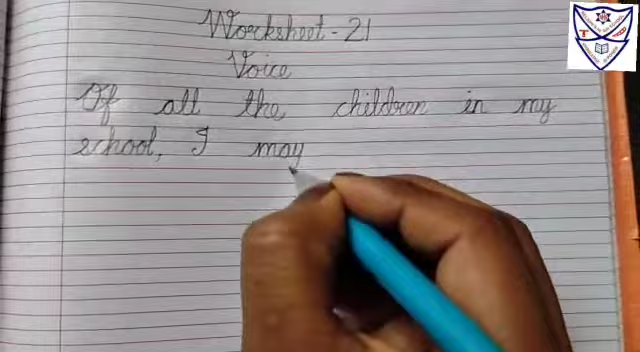 Worksheet - 21
Voice
Of all the children in my
school, I may